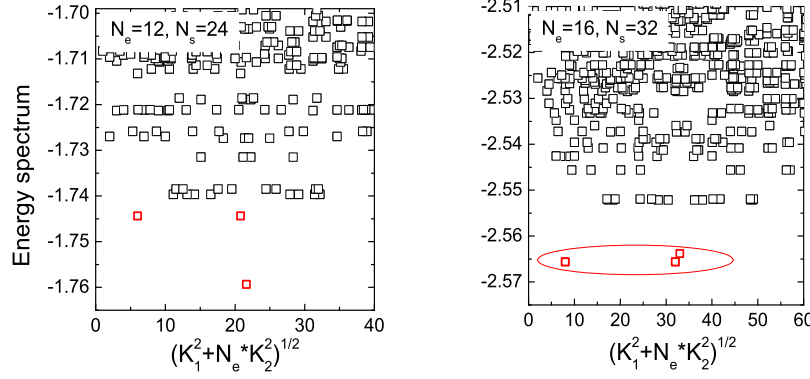 -1.70
-1.71
-1.72
-1.73
-1.74
-1.75
-1.76
Energy spectrum
N_e=12, N_s=24
0 10 20 30 40
(K_1^2+N_e*K_2^2)^1/2
-2.51
-2.52
-2.53
-2.54
-2.55
-2.56
-2.57
N_e=16, N_s=32
0 10 20 30 40 50 60
(K_1^2+N_e*K_2^2)^1/2